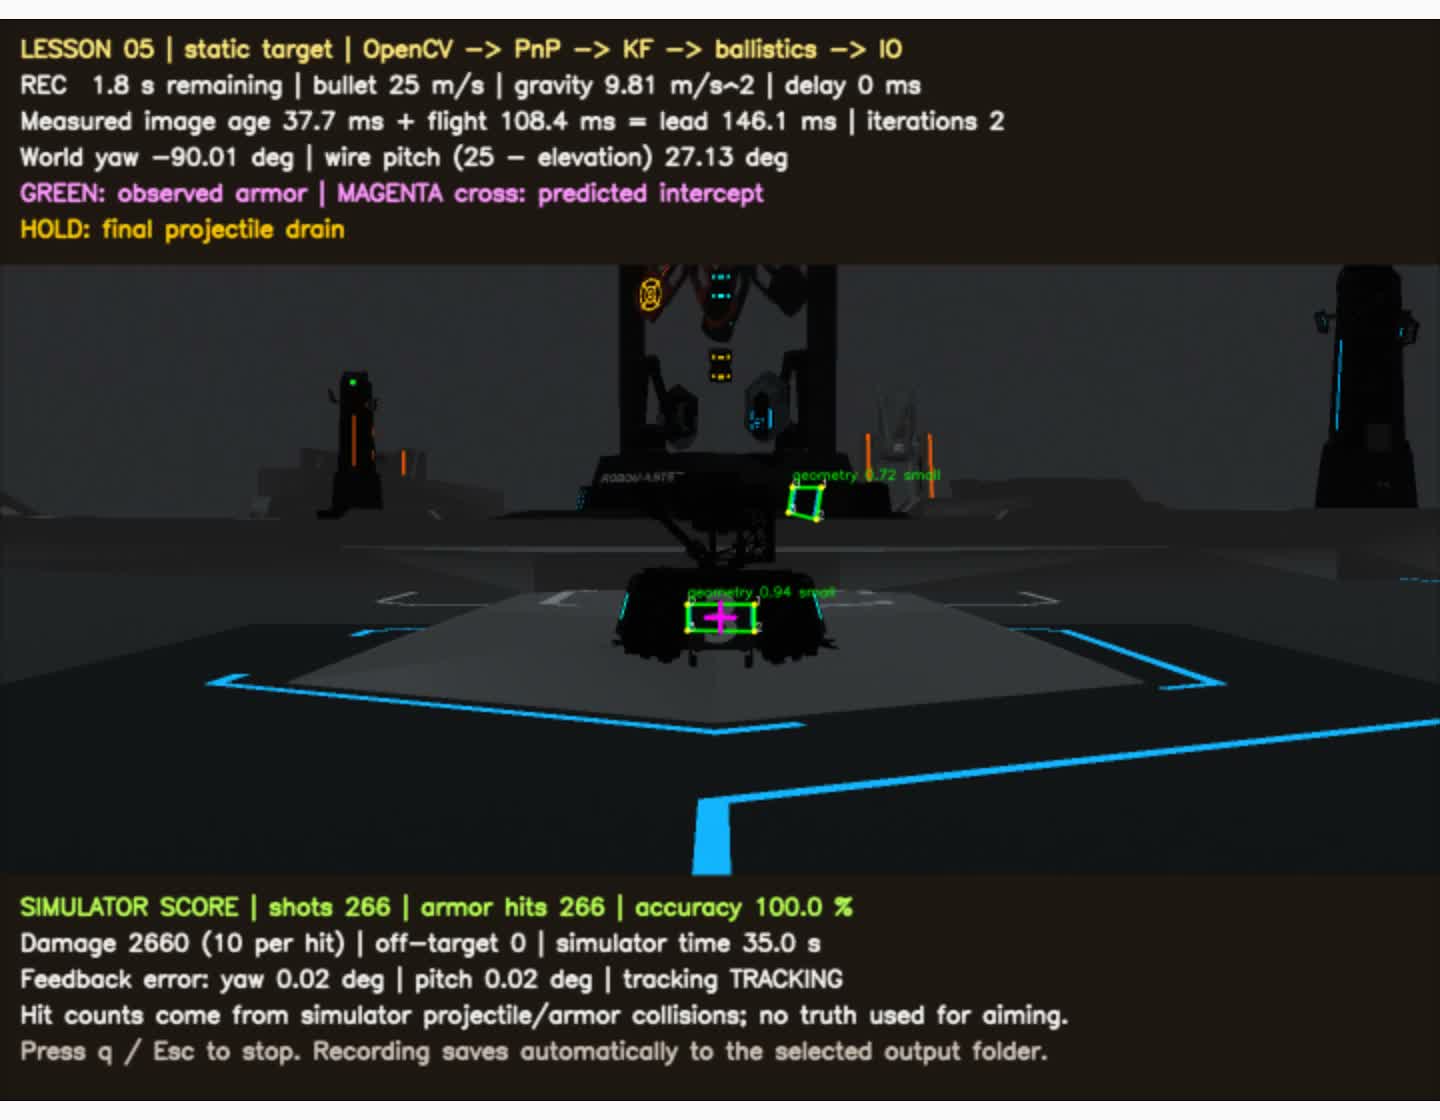 LESSON 05 | static target | OpenCV -> PnP -> KF -> ballistics -> IO
REC 1.8 s remaining | bullet 25 m/s | gravity 9.81 m/s^2 | delay 0 ms
Measured image age 37.7 ms + flight 108.4 ms = lead 146.1 ms | iterations 2
World yaw -90.01 deg | wire pitch (25 - elevation) 27.13 deg
GREEN: observed armor | MAGENTA cross: predicted intercept
HOLD: final projectile drain
geometry 0.72 small
geometry 0.94 small
SIMULATOR SCORE | shots 266 | armor hits 266 | accuracy 100.0 %
Damage 2660 (10 per hit) | off-target 0 | simulator time 35.0 s
Feedback error: yaw 0.02 deg | pitch 0.02 deg | tracking TRACKING
Hit counts come from simulator projectile/armor collisions; no truth used for aiming.
Press q / Esc to stop. Recording saves automatically to the selected output folder.